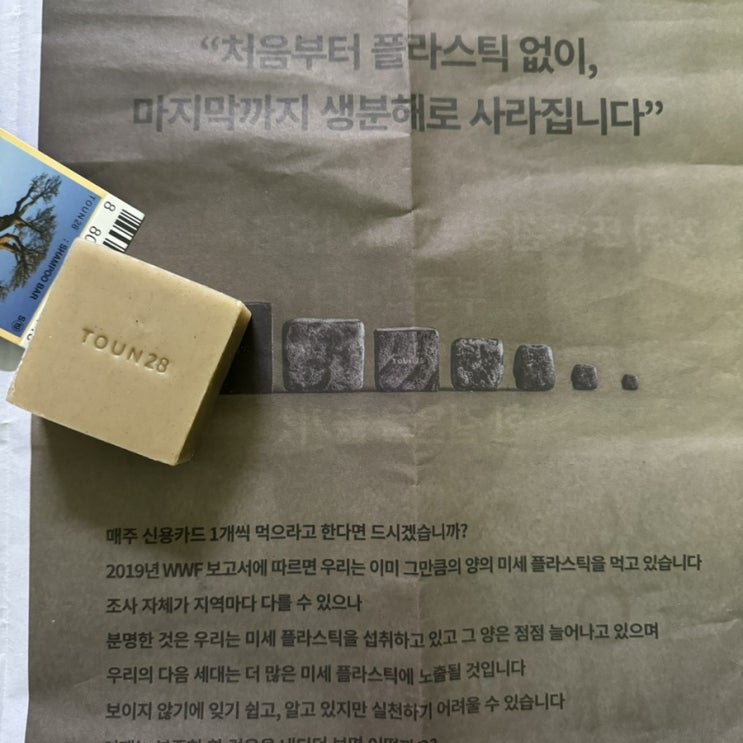 “처음부터 플라스틱 없이,
마지막까지 생분해로 사라집니다”
TOUN28
: SHAMPOO BAR
8 80
TOUN28
TOUN28
매주 신용카드 1개씩 먹으라고 한다면 드시겠습니까?
2019년 WWF 보고서에 따르면 우리는 이미 그만큼의 양의 미세 플라스틱을 먹고 있습니다
조사 자체가 지역마다 다를 수 있으나
분명한 것은 우리는 미세 플라스틱을 섭취하고 있고 그 양은 점점 늘어나고 있으며
우리의 다음 세대는 더 많은 미세 플라스틱에 노출될 것입니다
보이지 않기에 잊기 쉽고, 알고 있지만 실천하기 어려울 수 있습니다